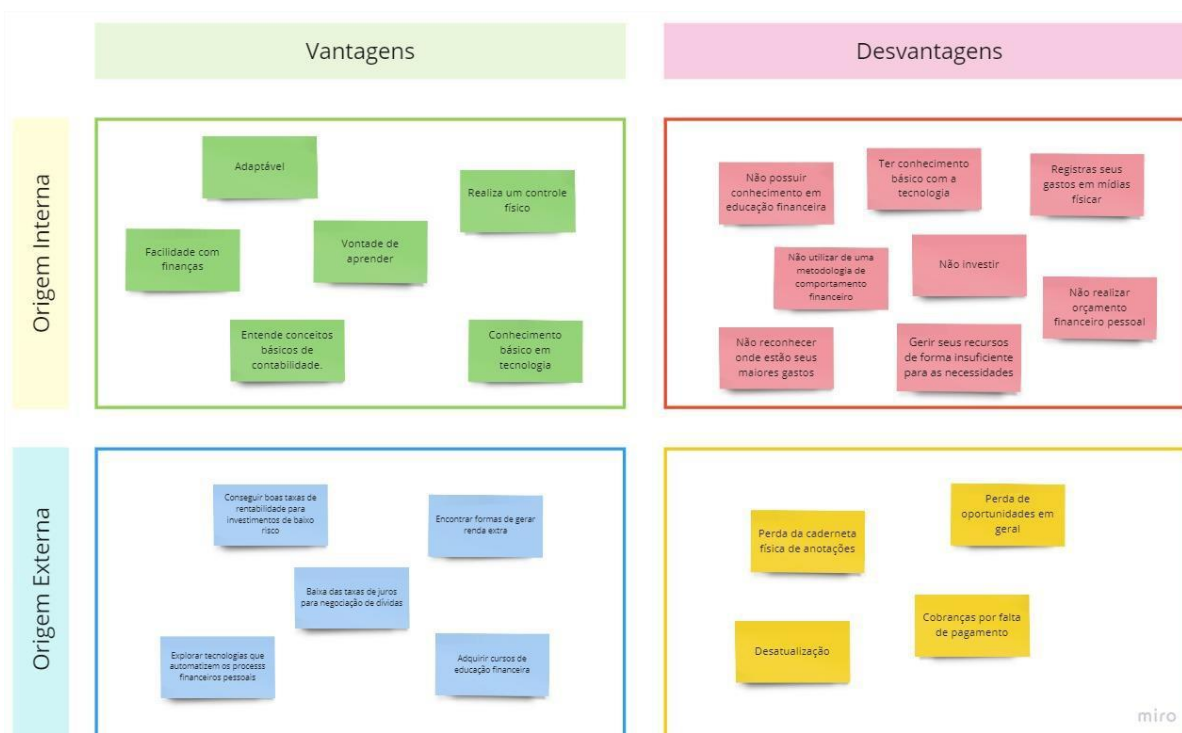 Vantagens
Desvantagens
Origem Interna
Adaptável
Realiza um controle
físico
Facilidade com
finanças
Vontade de
aprender
Entende conceitos
básicos de
contabilidade.
Conhecimento
básico em
tecnologia
Não possuir
conhecimento em
educação financeira
Ter conhecimento
básico com a
tecnologia
Registras seus
gastos em mídias
físicar
Não utilizar de uma
metodologia de
comportamento
financeiro
Não investir
Não realizar
orçamento
financeiro pessoal
Não reconhecer
onde estão seus
maiores gastos
Gerir seus recursos
de forma insuficiente
para as necessidades
Origem Externa
Conseguir boas taxas de
rentabilidade para
investimentos de baixo
risco
Encontrar formas de gerar
renda extra
Baixa das taxas de juros
para negociação de dívidas
Explorar tecnologias que
automatizem os processs
financeiros pessoais
Adquirir cursos de
educação financeira
Perda da caderneta
física de anotações
Perda de
oportunidades em
geral
Desatualização
Cobranças por falta
de pagamento
miro